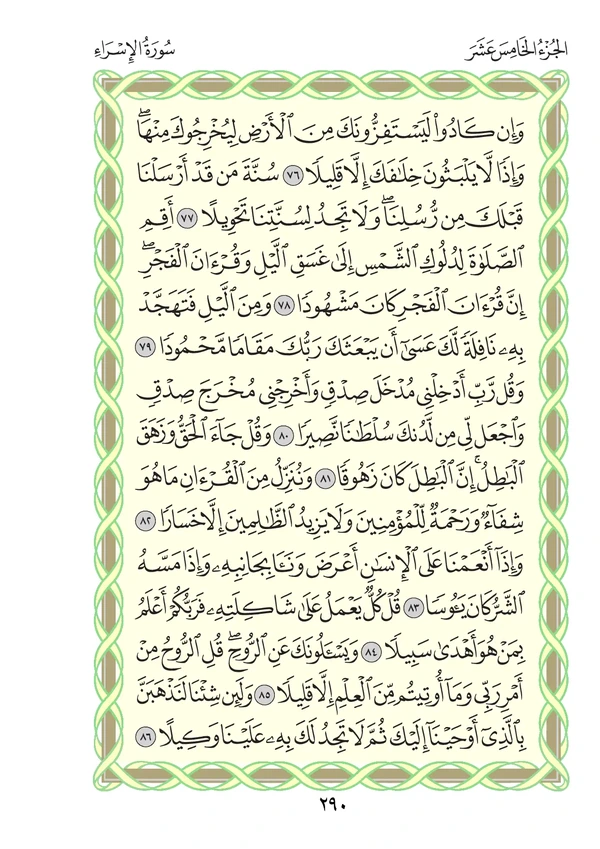 الجُزْءُ الخَامِسَ عَشَرَ
سُورَةُ الإِسْرَاءِ
وَإِن كَادُوا۟ لَيَسْتَفِزُّونَكَ مِنَ ٱلْأَرْضِ لِيُخْرِجُوكَ مِنْهَا ۖ
وَإِذًا لَّا يَلْبَثُونَ خِلَـٰفَكَ إِلَّا قَلِيلًا ٧٦ سُنَّةَ مَن قَدْ أَرْسَلْنَا
قَبْلَكَ مِن رُّسُلِنَا ۖ وَلَا تَجِدُ لِسُنَّتِنَا تَحْوِيلًا ٧٧ أَقِمِ
ٱلصَّلَوٰةَ لِدُلُوكِ ٱلشَّمْسِ إِلَىٰ غَسَقِ ٱلَّيْلِ وَقُرْءَانَ ٱلْفَجْرِ ۖ
إِنَّ قُرْءَانَ ٱلْفَجْرِ كَانَ مَشْهُودًا ٧٨ وَمِنَ ٱلَّيْلِ فَتَهَجَّدْ
بِهِۦ نَافِلَةً لَّكَ عَسَىٰٓ أَن يَبْعَثَكَ رَبُّكَ مَقَامًا مَّحْمُودًا ٧٩
وَقُل رَّبِّ أَدْخِلْنِى مُدْخَلَ صِدْقٍ وَأَخْرِجْنِى مُخْرَجَ صِدْقٍ
وَٱجْعَل لِّى مِن لَّدُنكَ سُلْطَـٰنًا نَّصِيرًا ٨٠ وَقُلْ جَآءَ ٱلْحَقُّ وَزَهَقَ
ٱلْبَـٰطِلُ ۚ إِنَّ ٱلْبَـٰطِلَ كَانَ زَهُوقًا ٨١ وَنُنَزِّلُ مِنَ ٱلْقُرْءَانِ مَا هُوَ
شِفَآءٌ وَرَحْمَةٌ لِّلْمُؤْمِنِينَ وَلَا يَزِيدُ ٱلظَّـٰلِمِينَ إِلَّا خَسَارًا ٨٢
وَإِذَآ أَنْعَمْنَا عَلَى ٱلْإِنسَـٰنِ أَعْرَضَ وَنَـَٔا بِجَانِبِهِۦ وَإِذَا مَسَّهُ
ٱلشَّرُّ كَانَ يَـُٔوسًا ٨٣ قُلْ كُلٌّ يَعْمَلُ عَلَىٰ شَاكِلَتِهِۦ فَرَبُّكُمْ أَعْلَمُ
بِمَنْ هُوَ أَهْدَىٰ سَبِيلًا ٨٤ وَيَسْـَٔلُونَكَ عَنِ ٱلرُّوحِ ۖ قُلِ ٱلرُّوحُ مِنْ
أَمْرِ رَبِّى وَمَآ أُوتِيتُم مِّنَ ٱلْعِلْمِ إِلَّا قَلِيلًا ٨٥ وَلَئِن شِئْنَا لَنَذْهَبَنَّ
بِٱلَّذِىٓ أَوْحَيْنَآ إِلَيْكَ ثُمَّ لَا تَجِدُ لَكَ بِهِۦ عَلَيْنَا وَكِيلًا ٨٦
٢٩٠